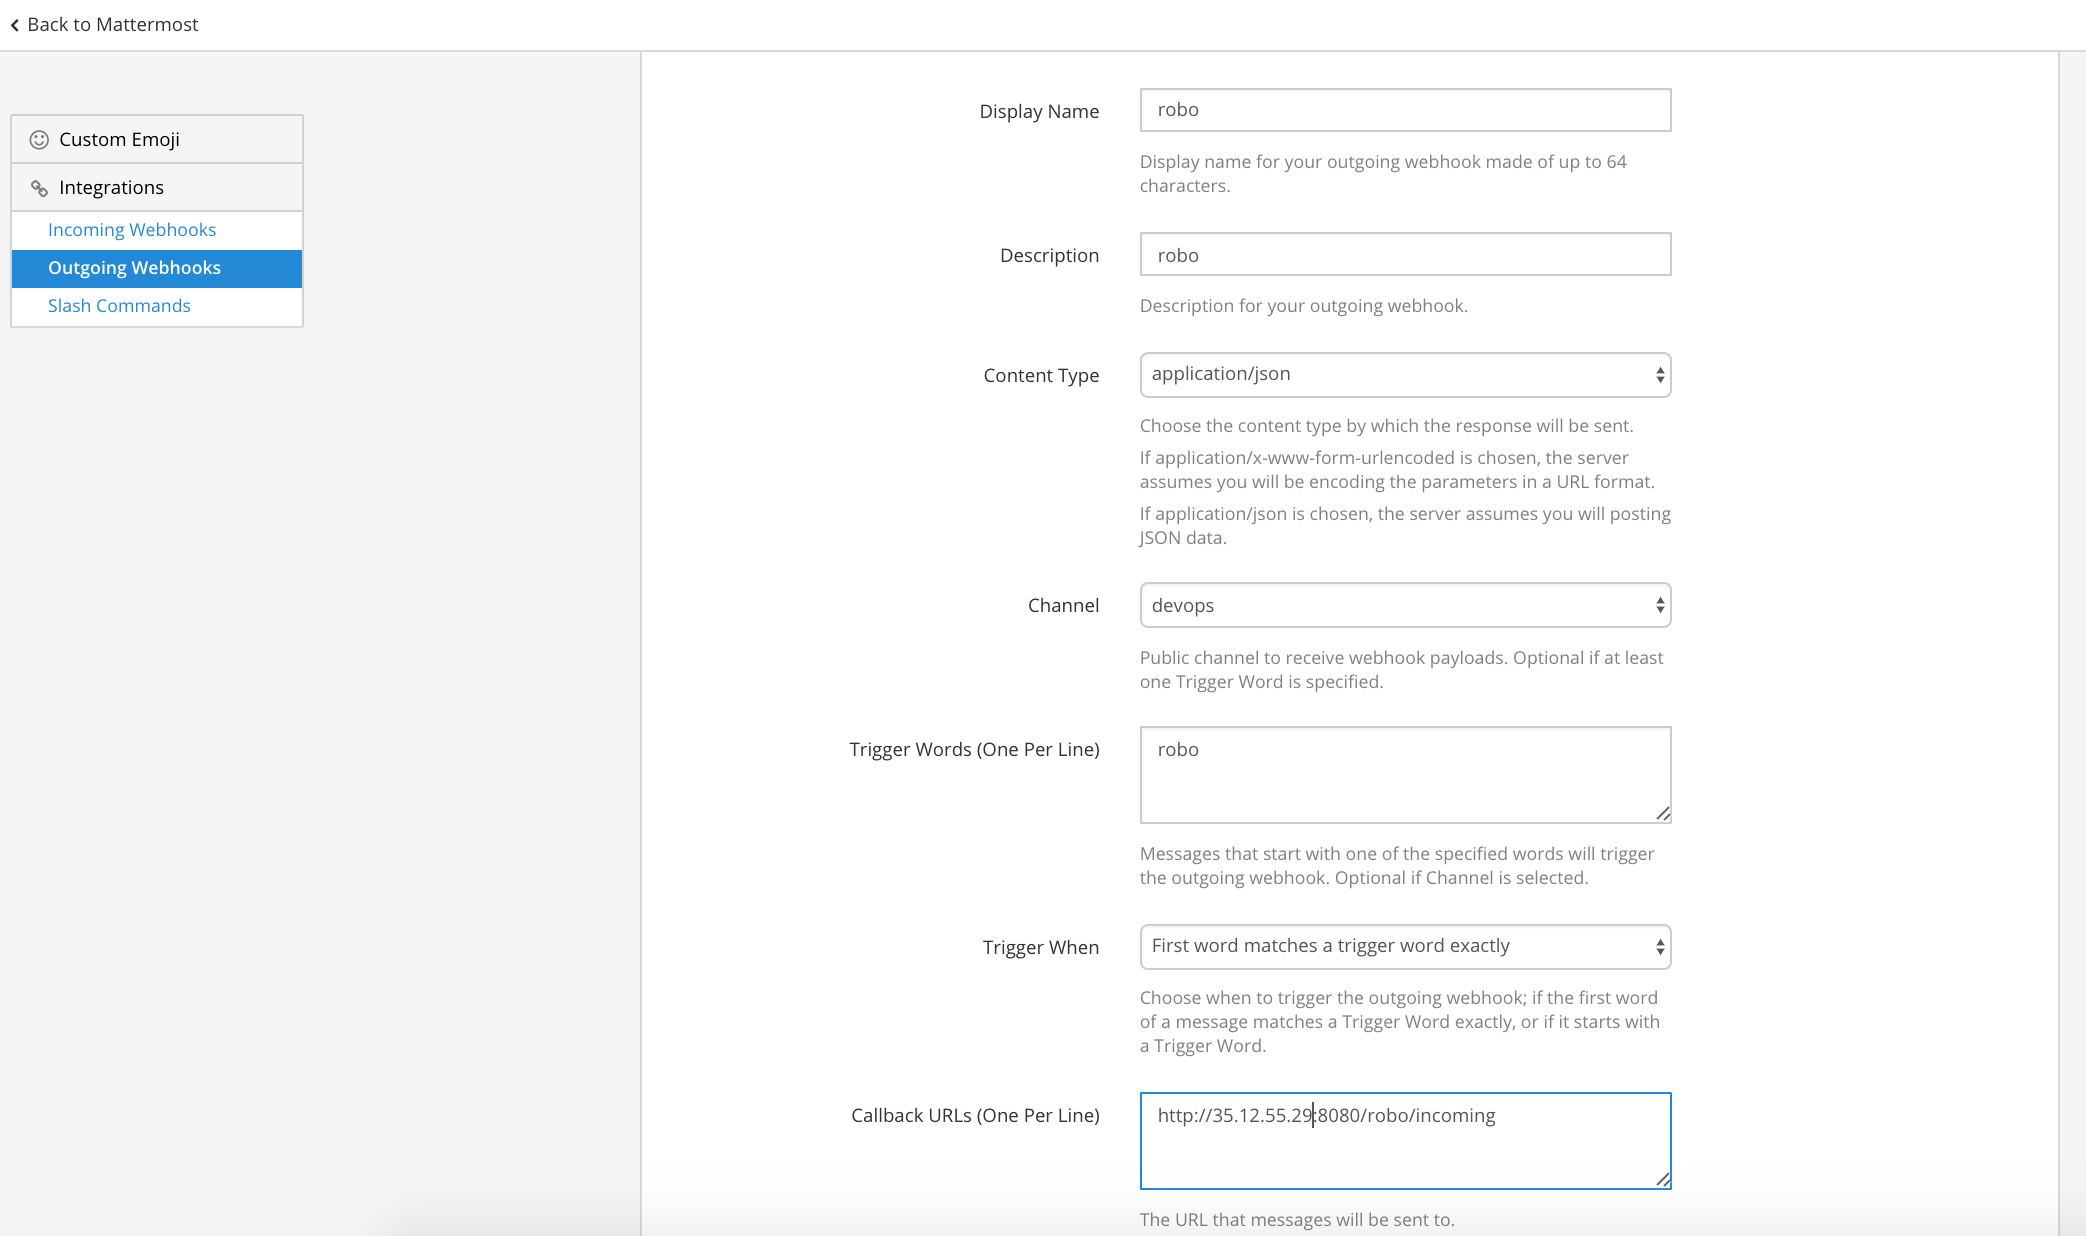 Back to Mattermost
Custom Emoji
Integrations
Incoming Webhooks
Outgoing Webhooks
Slash Commands
Display Name
robo
Display name for your outgoing webhook made of up to 64
characters.
Description
robo
Description for your outgoing webhook.
Content Type
application/json
Choose the content type by which the response will be sent.
If application/x-www-form-urlencoded is chosen, the server
assumes you will be encoding the parameters in a URL format.
If application/json is chosen, the server assumes you will posting
JSON data.
Channel
devops
Public channel to receive webhook payloads. Optional if at least
one Trigger Word is specified.
Trigger Words (One Per Line)
robo
Messages that start with one of the specified words will trigger
the outgoing webhook. Optional if Channel is selected.
Trigger When
First word matches a trigger word exactly
Choose when to trigger the outgoing webhook; if the first word
of a message matches a Trigger Word exactly, or if it starts with
a Trigger Word.
Callback URLs (One Per Line)
http://35.12.55.29:8080/robo/incoming
The URL that messages will be sent to.